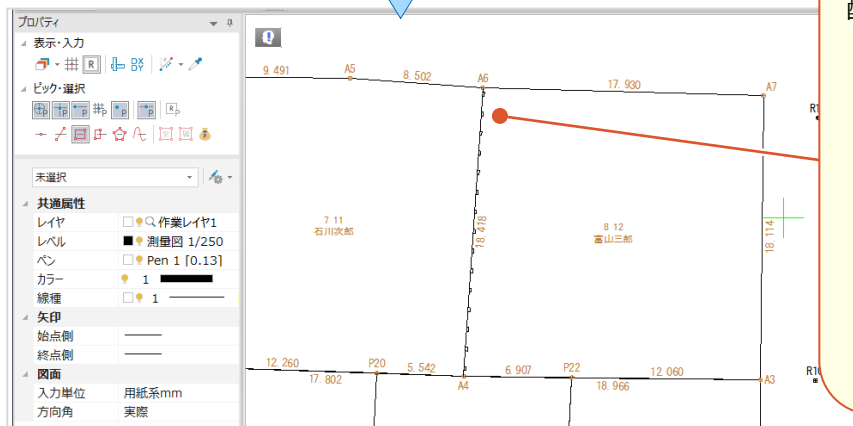 プロパティ
表示・入力
R
DX
DY
ピック・選択
P P P P P P RP
未選択
共通属性
レイヤ 作業レイヤ1
レベル 測量図 1/250
ペン Pen 1 [0.13]
カラー 1
線種 1
矢印
始点側
終点側
図面
入力単位 用紙系mm
方向角 実際
9.491 A5 8.502 A6 17.930 A7
7 11
石川次郎
18.418
8 12
富山三郎
18.114
12.260 P20 5.542 6.907 P22 12.060
17.802 A4 18.966 A3